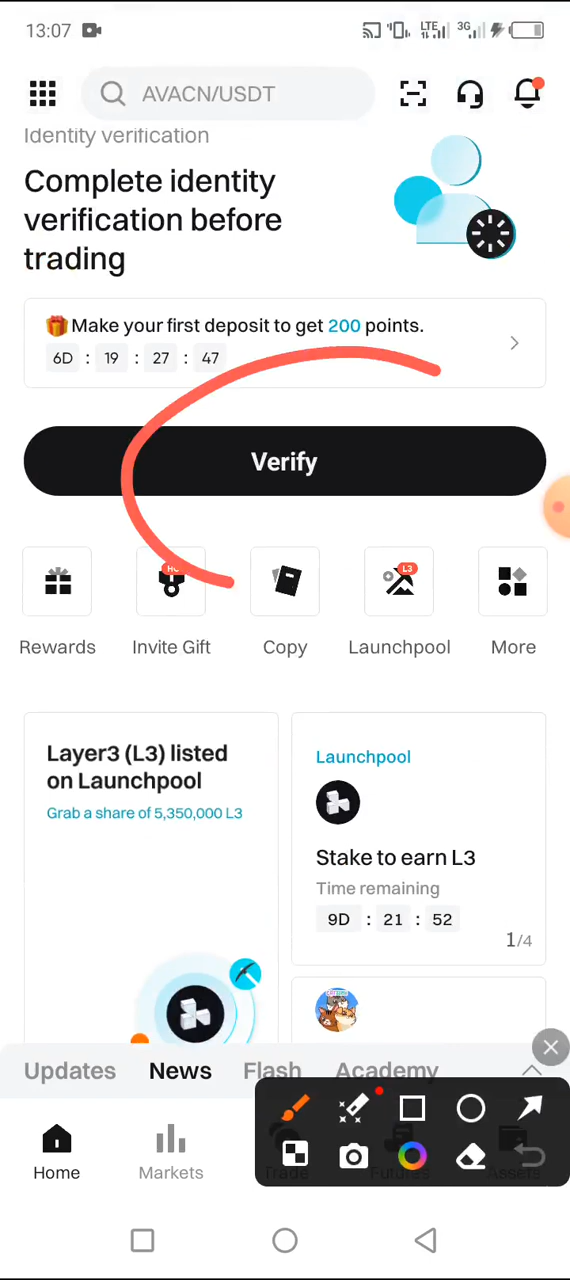 13:07
LTE
3G
AVACN/USDT
Identity verification
Complete identity
verification before
trading
Make your first deposit to get 200 points.
6D : 19 : 27 : 47
Verify
L3
Rewards
Invite Gift
Copy
Launchpool
More
Layer3 (L3) listed
on Launchpool
Grab a share of 5,350,000 L3
Launchpool
Stake to earn L3
Time remaining
9D : 21 : 52
1/4
Updates
News
Flash
Academy
Home
Markets
Trade
Futures
Assets